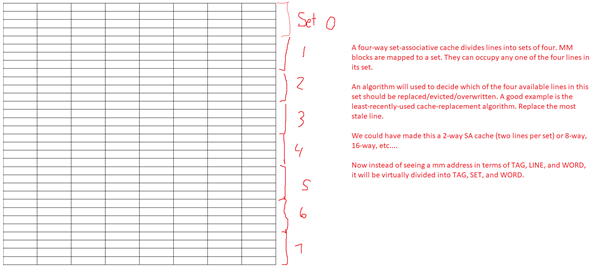 Set 0
1
2
3
4
5
6
7
A four-way set-associative cache divides lines into sets of four. MM
blocks are mapped to a set. They can occupy any one of the four lines in
its set.
An algorithm will used to decide which of the four available lines in this
set should be replaced/evicted/overwritten. A good example is the
least-recently-used cache-replacement algorithm. Replace the most
stale line.
We could have made this a 2-way SA cache (two lines per set) or 8-way,
16-way, etc....
Now instead of seeing a mm address in terms of TAG, LINE, and WORD,
it will be virtually divided into TAG, SET, and WORD.